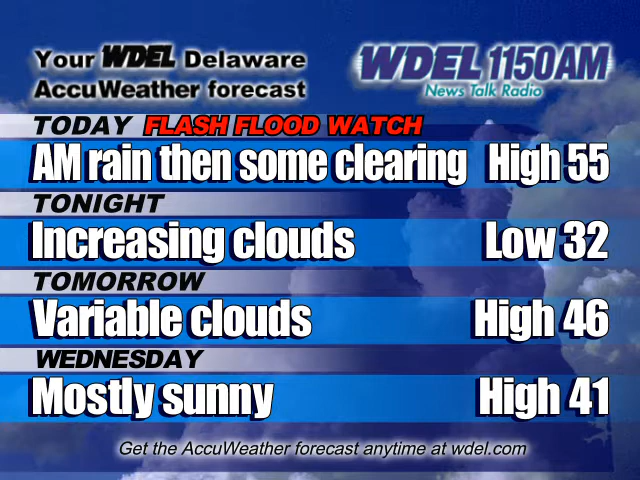 Your WDEL Delaware
AccuWeather forecast
WDEL 1150AM
News Talk Radio
TODAY FLASH FLOOD WATCH
AM rain then some clearing High 55
TONIGHT
Increasing clouds Low 32
TOMORROW
Variable clouds High 46
WEDNESDAY
Mostly sunny High 41
Get the AccuWeather forecast anytime at wdel.com